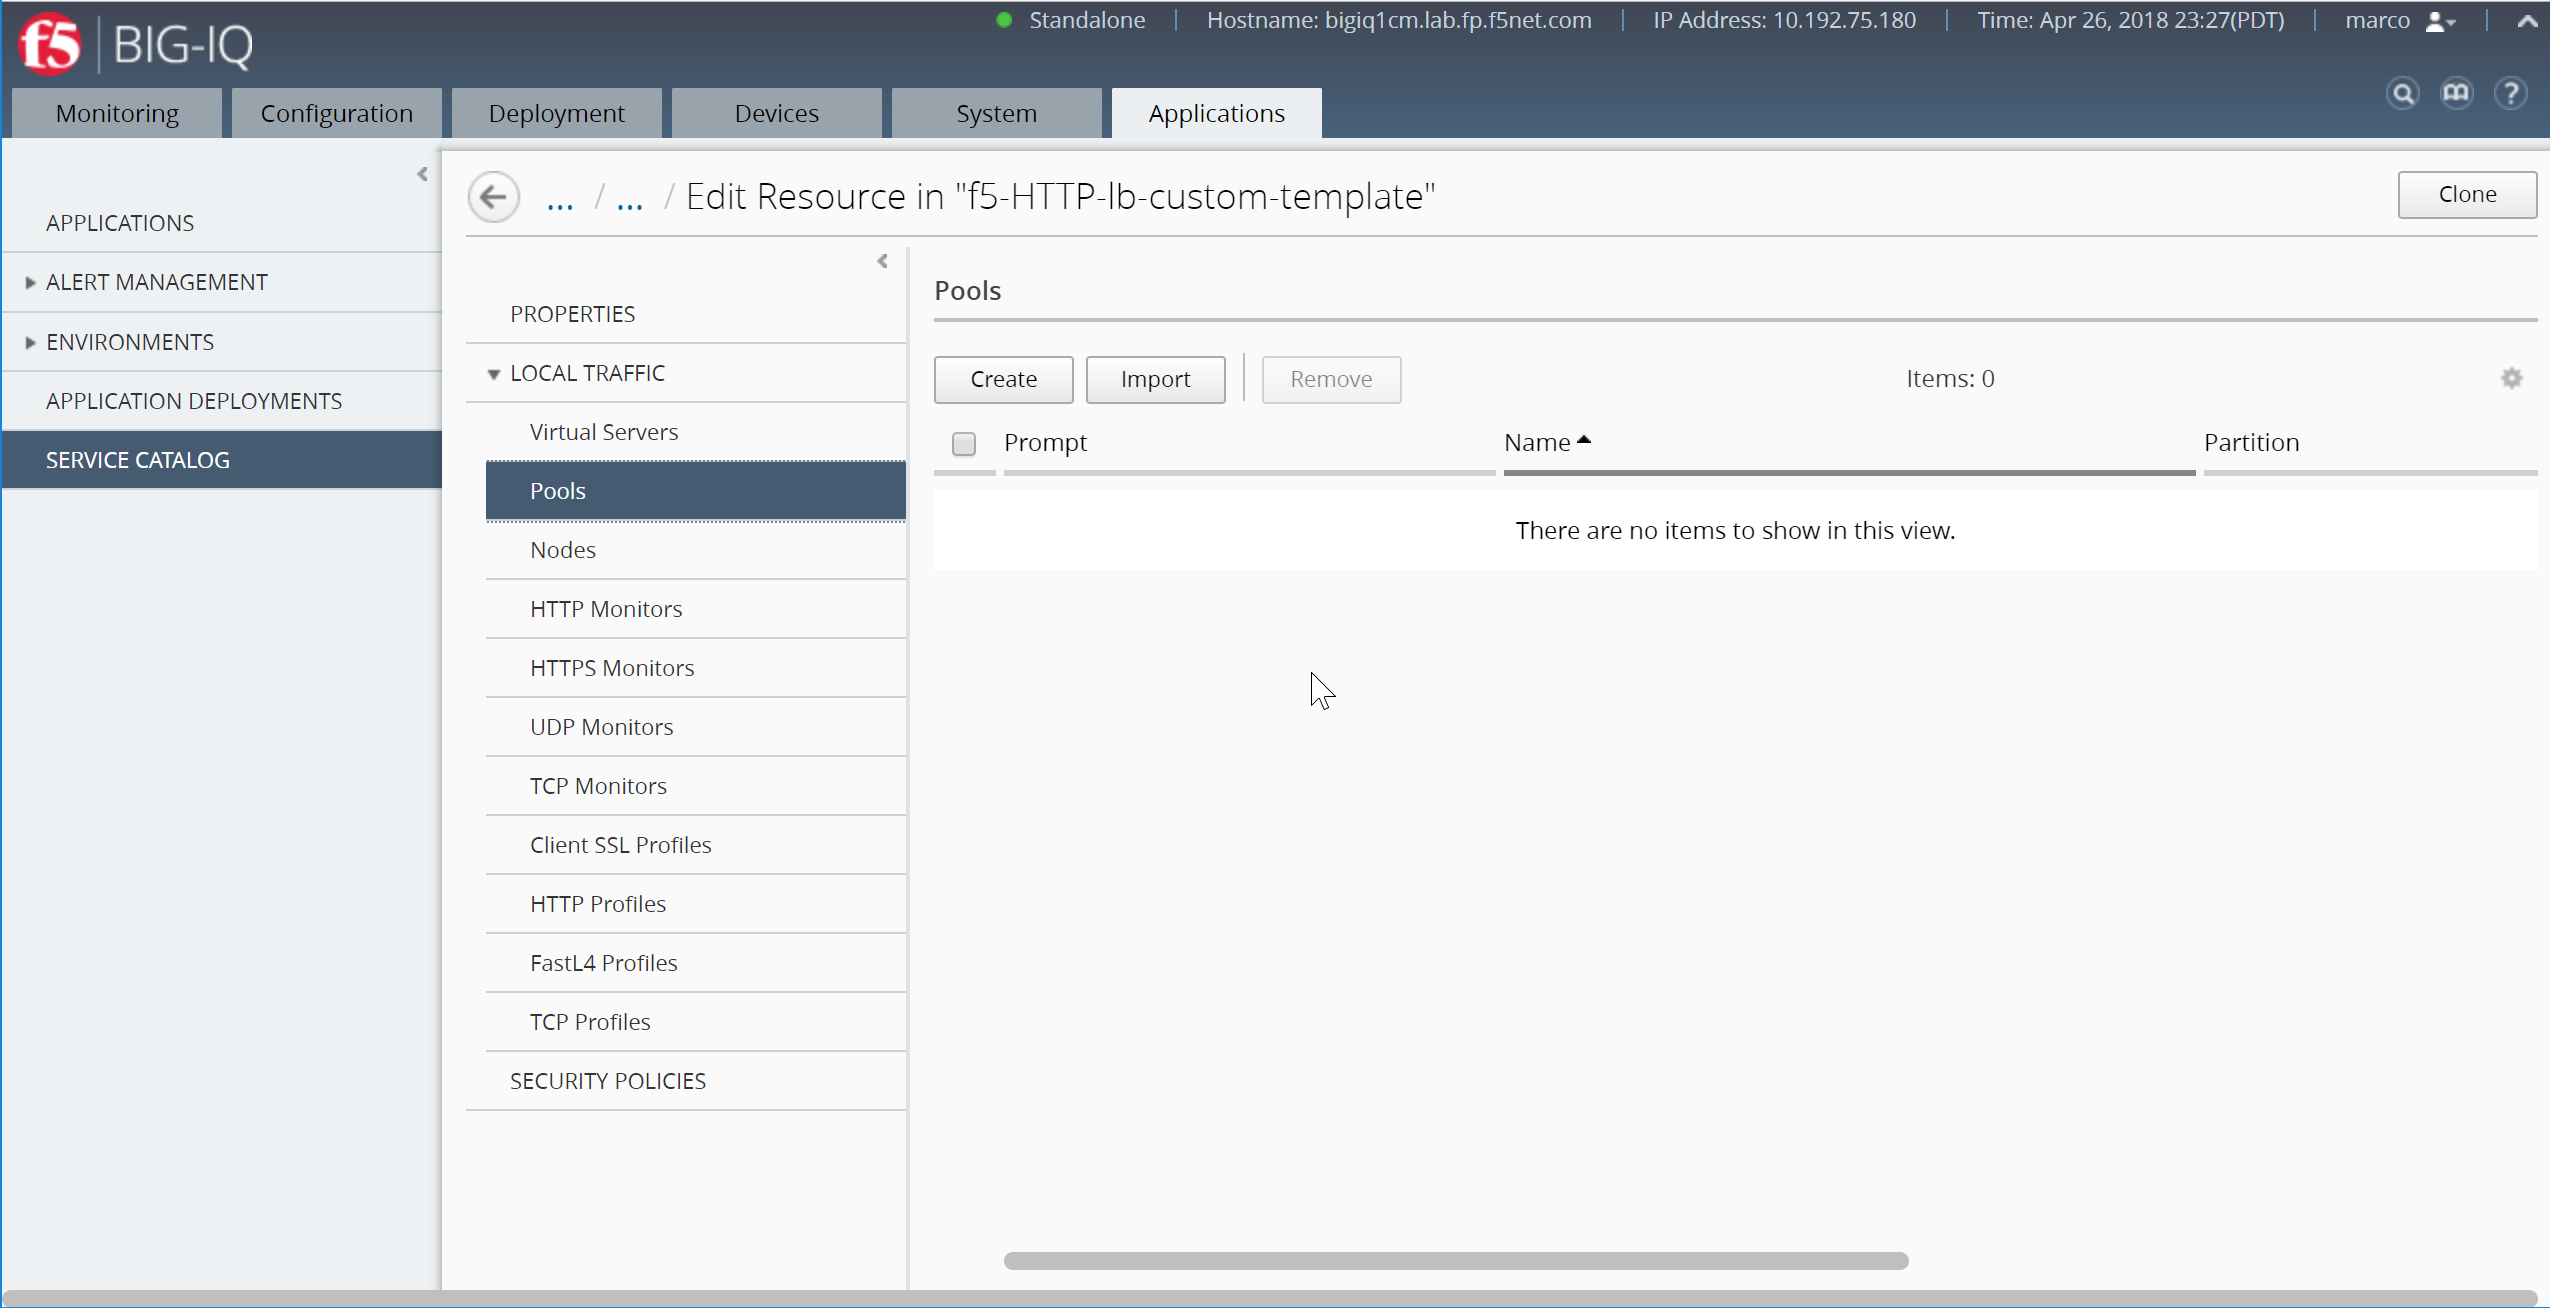 f5 BIG-IQ
Standalone Hostname: bigiq1cm.lab.fp.f5net.com IP Address: 10.192.75.180 Time: Apr 26, 2018 23:27(PDT) marco
Monitoring Configuration Deployment Devices System Applications
?
APPLICATIONS
ALERT MANAGEMENT
ENVIRONMENTS
APPLICATION DEPLOYMENTS
SERVICE CATALOG
... / ... / Edit Resource in "f5-HTTP-lb-custom-template"
Clone
PROPERTIES
LOCAL TRAFFIC
Virtual Servers
Pools
Nodes
HTTP Monitors
HTTPS Monitors
UDP Monitors
TCP Monitors
Client SSL Profiles
HTTP Profiles
FastL4 Profiles
TCP Profiles
SECURITY POLICIES
Pools
Create Import Remove Items: 0
Prompt Name Partition
There are no items to show in this view.